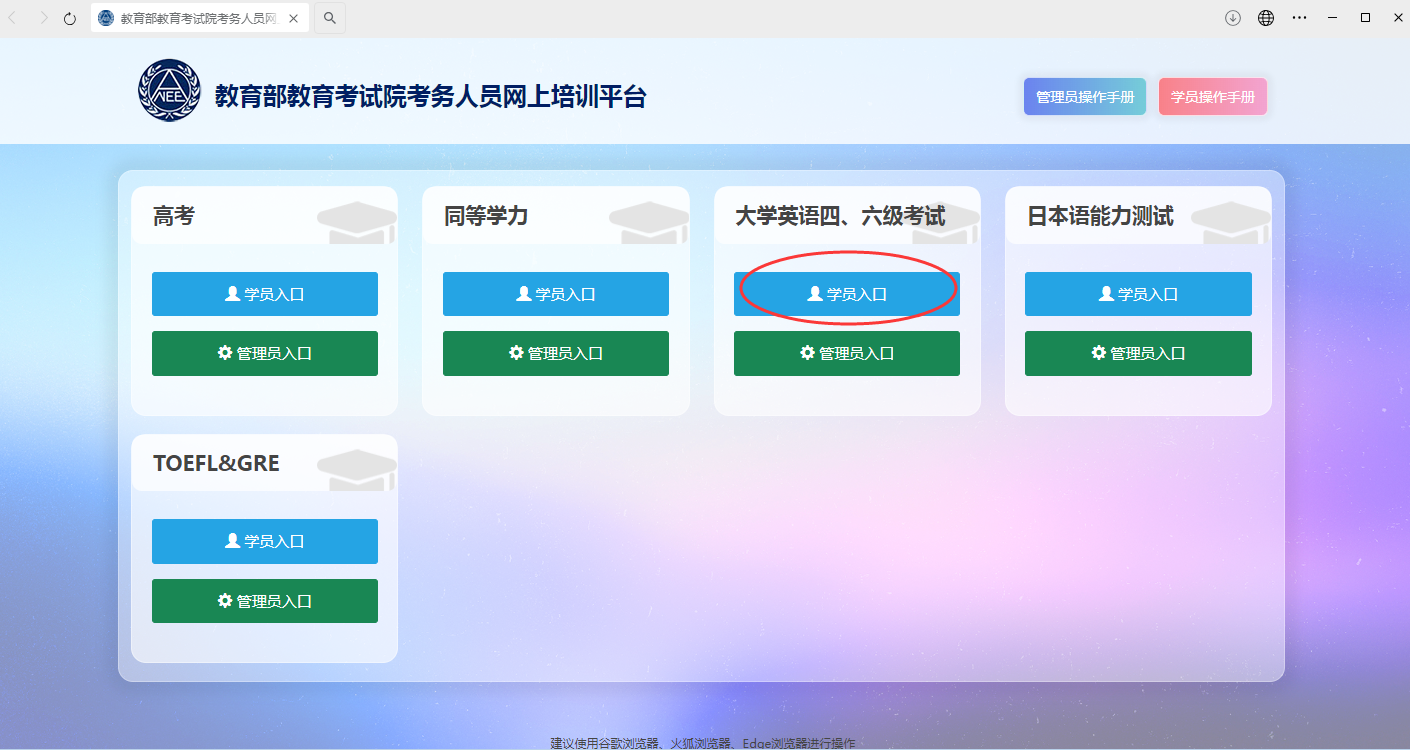 教育部教育考试院考务人员网
NEEA
教育部教育考试院考务人员网上培训平台
管理员操作手册
学员操作手册
高考
同等学力
大学英语四、六级考试
日本语能力测试
学员入口
学员入口
学员入口
学员入口
管理员入口
管理员入口
管理员入口
管理员入口
TOEFL&GRE
学员入口
管理员入口
建议使用谷歌浏览器、火狐浏览器、Edge浏览器进行操作